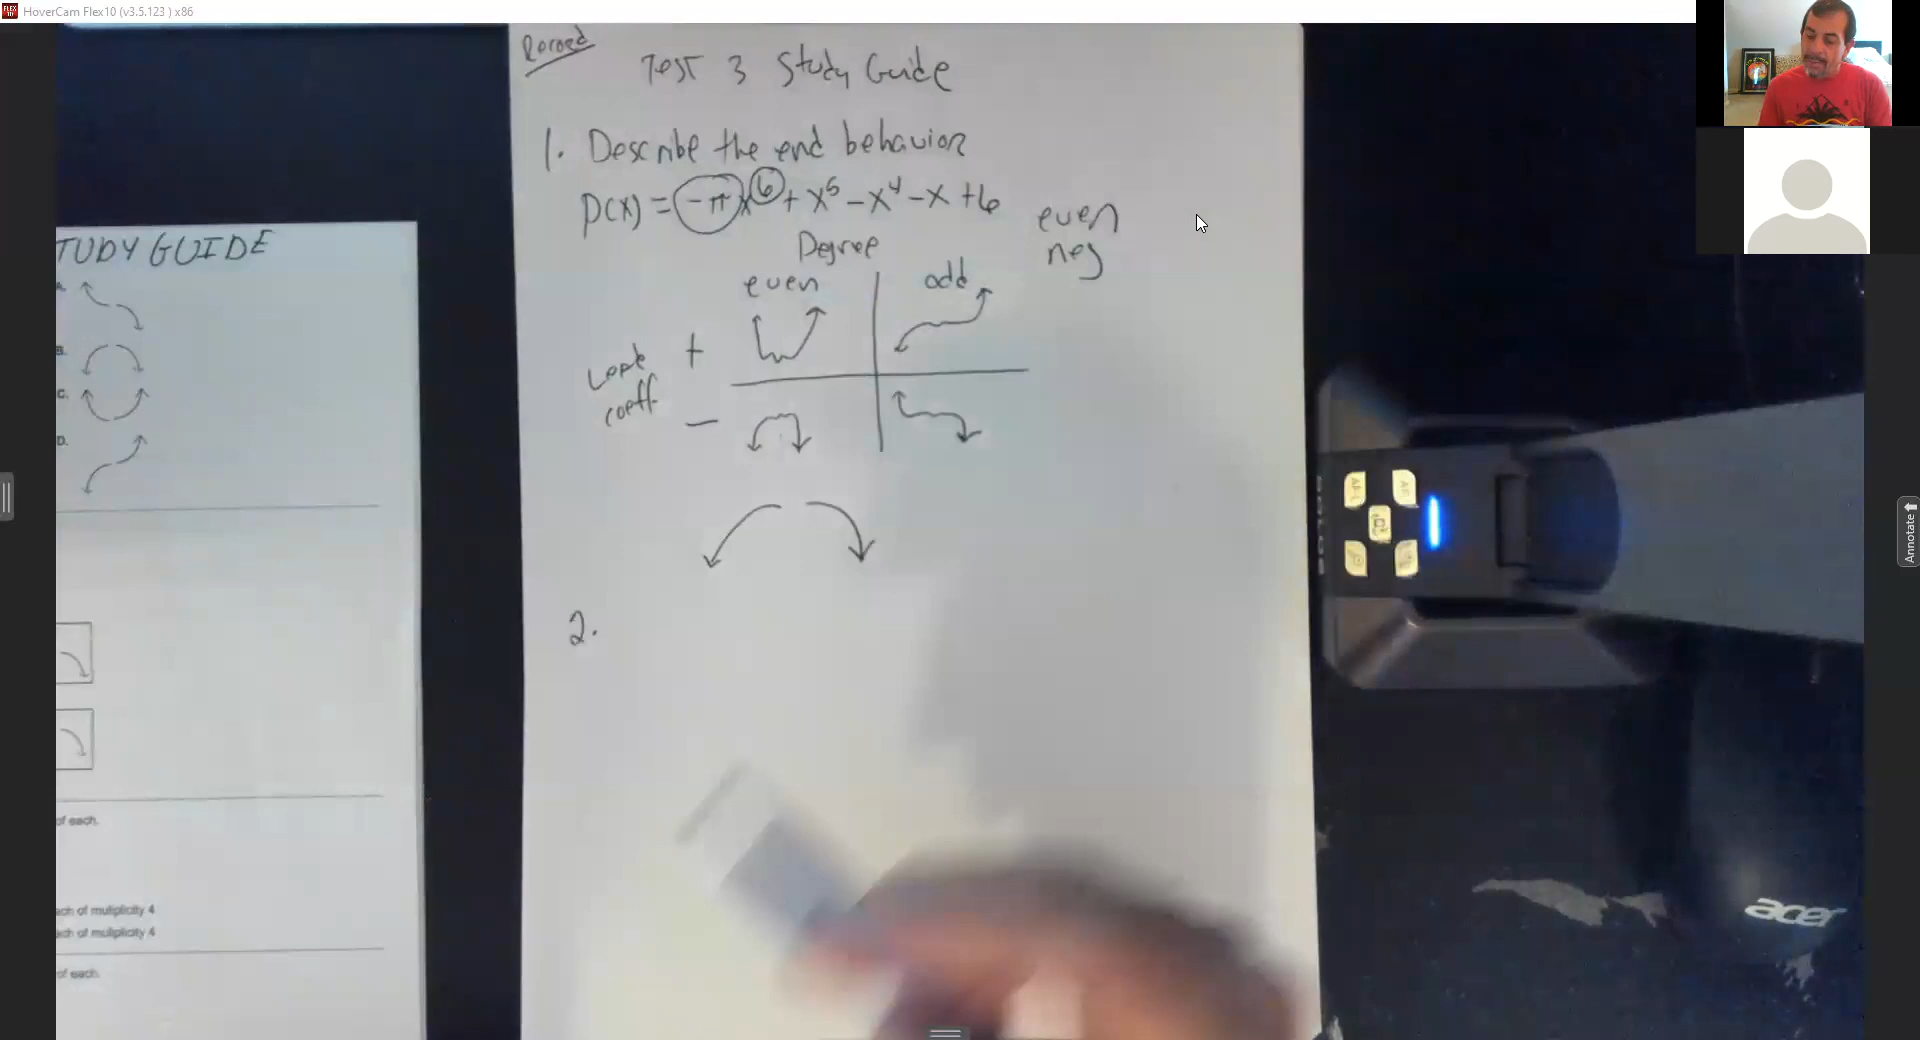 HoverCam Flex10 (v3.5.123 ) x86
Test 3 Study Guide
1. Describe the end behavior
P(x) = -πx⁶ + x⁵ - x⁴ - x + 6
even
neg
Degree
even odd
Lead coeff. + −
2.
TUDY GUIDE
A.
B.
C.
D.
of each.
ach of multiplicity 4
ach of multiplicity 4
of each.
Annotate
acer